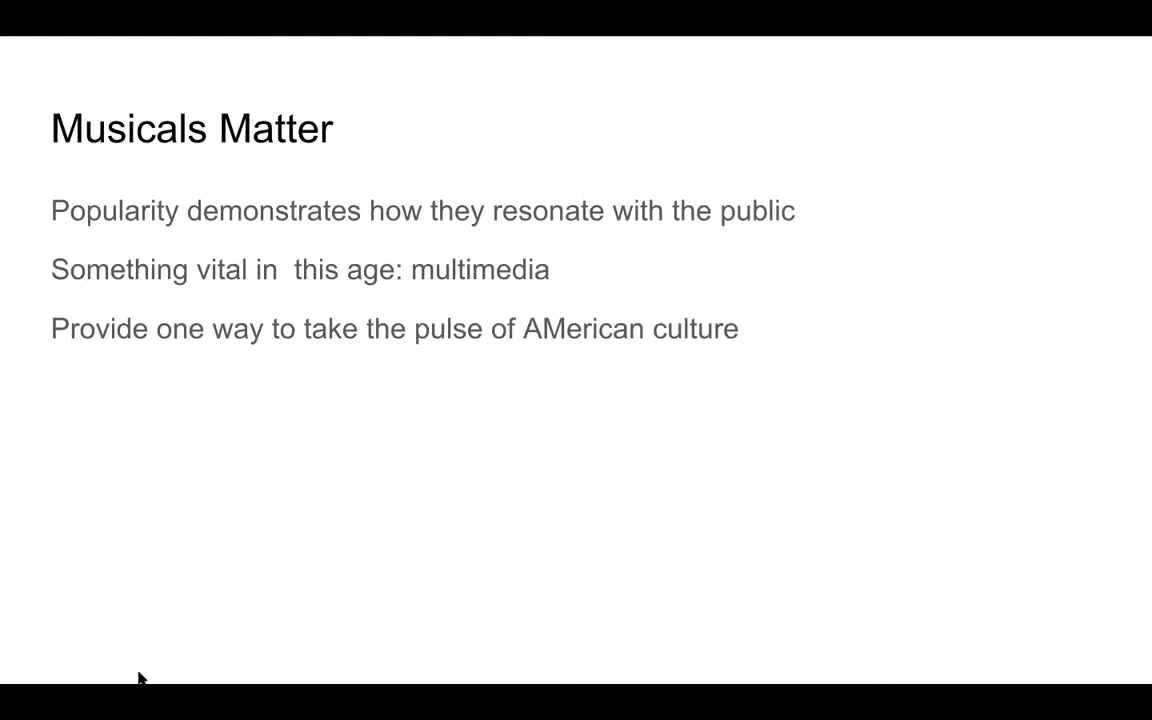 Musicals Matter
Popularity demonstrates how they resonate with the public
Something vital in  this age: multimedia
Provide one way to take the pulse of AMerican culture